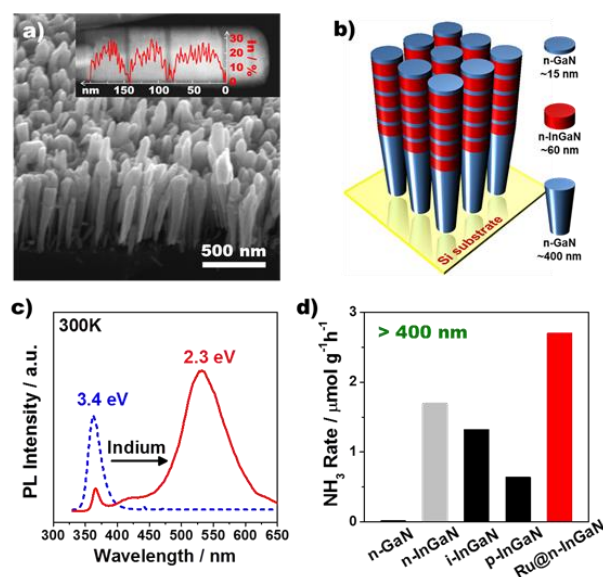 a)
30
20
10
0
In / %
nm 150 100 50 0
500 nm
b)
n-GaN
~15 nm
n-InGaN
~60 nm
n-GaN
~400 nm
Si substrate
c)
300K
2.3 eV
3.4 eV
Indium
PL Intensity / a.u.
300 350 400 450 500 550 600 650
Wavelength / nm
d)
> 400 nm
NH₃ Rate / μmol g⁻¹h⁻¹
3
2
1
0
n-GaN
n-InGaN
i-InGaN
p-InGaN
Ru@n-InGaN